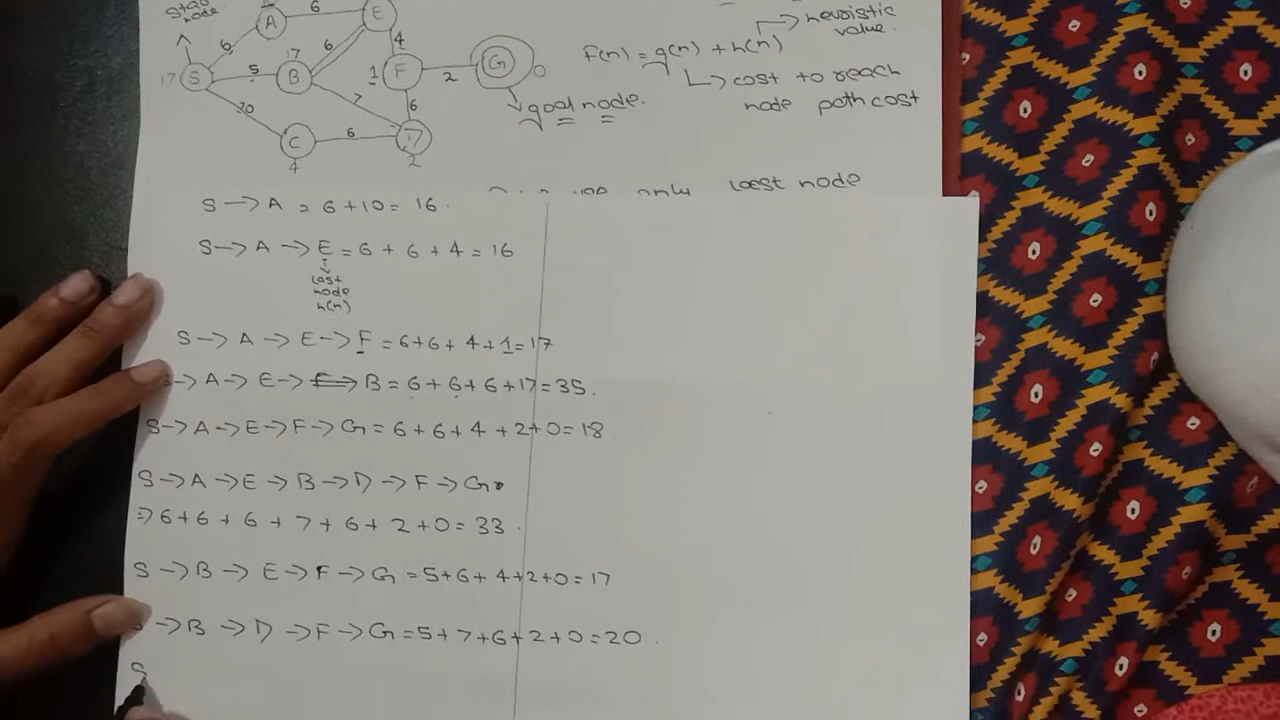 start node
6
A
E
6
4
6
17
17 S 5 B
1 F 2 G 0
goal node.
10
7
6
C 6 D
4
2
heuristic value.
f(n) = g(n) + h(n)
cost to reach node path cost
only last node
S → A = 6+10 = 16.
S → A → E = 6 + 6 + 4 = 16
last node h(n)
S → A → E → F = 6+6+4+1 = 17
→ A → E → B = 6+6+6+17 = 35.
S → A → E → F → G = 6+6+4+2+0 = 18
S → A → E → B → D → F → G
⇒ 6+6+6+7+6+2+0 = 33.
S → B → E → F → G = 5+6+4+2+0 = 17
→ B → D → F → G = 5+7+6+2+0 = 20.
S